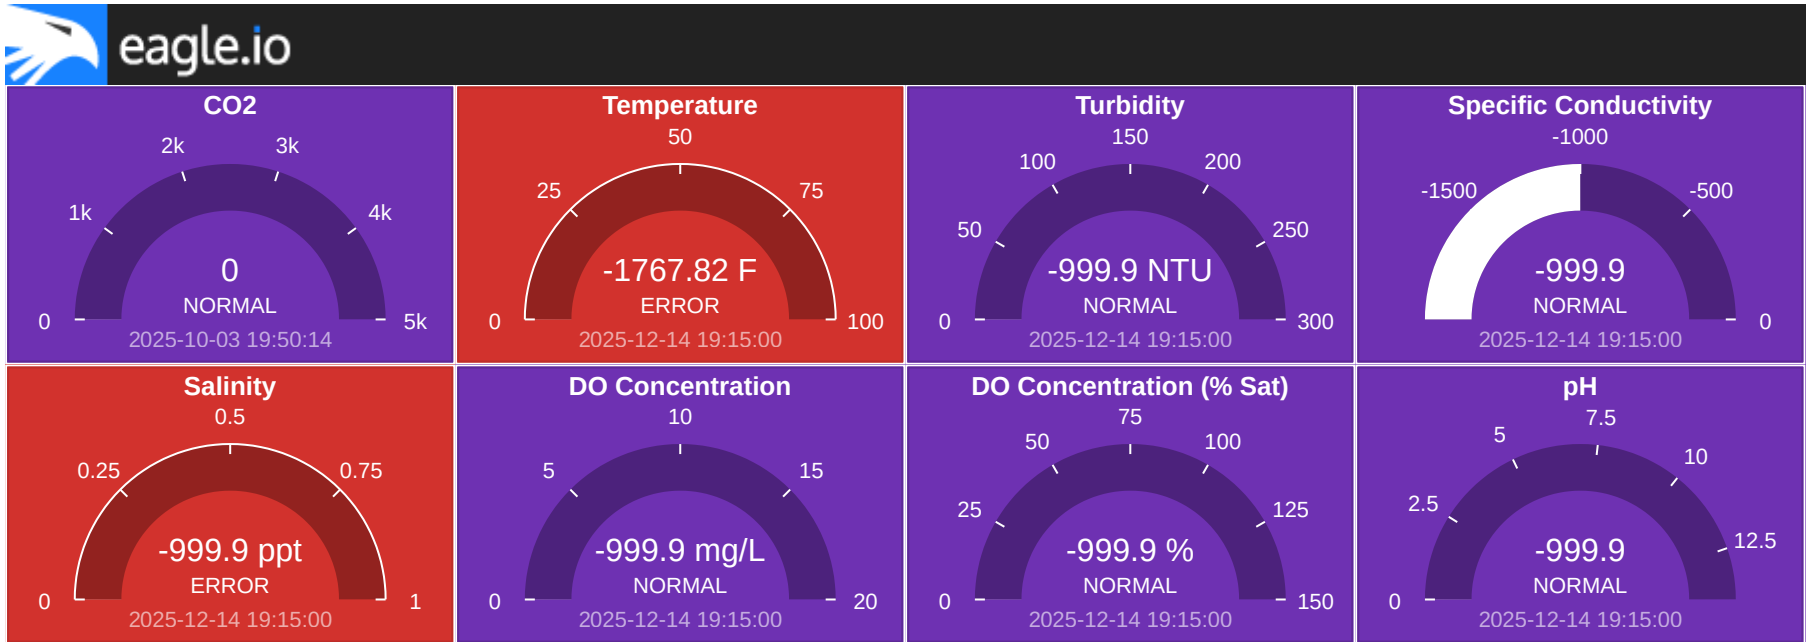 eagle.io
CO2
2k
3k
1k
4k
0
NORMAL
0
5k
2025-10-03 19:50:14
Temperature
50
25
75
-1767.82 F
ERROR
0
100
2025-12-14 19:15:00
Turbidity
150
100
200
50
250
-999.9 NTU
NORMAL
0
300
2025-12-14 19:15:00
Specific Conductivity
-1000
-1500
-500
-999.9
NORMAL
0
2025-12-14 19:15:00
Salinity
0.5
0.25
0.75
-999.9 ppt
ERROR
0
1
2025-12-14 19:15:00
DO Concentration
10
5
15
-999.9 mg/L
NORMAL
0
20
2025-12-14 19:15:00
DO Concentration (% Sat)
75
50
100
25
125
-999.9 %
NORMAL
0
150
2025-12-14 19:15:00
pH
7.5
5
10
2.5
12.5
-999.9
NORMAL
0
2025-12-14 19:15:00